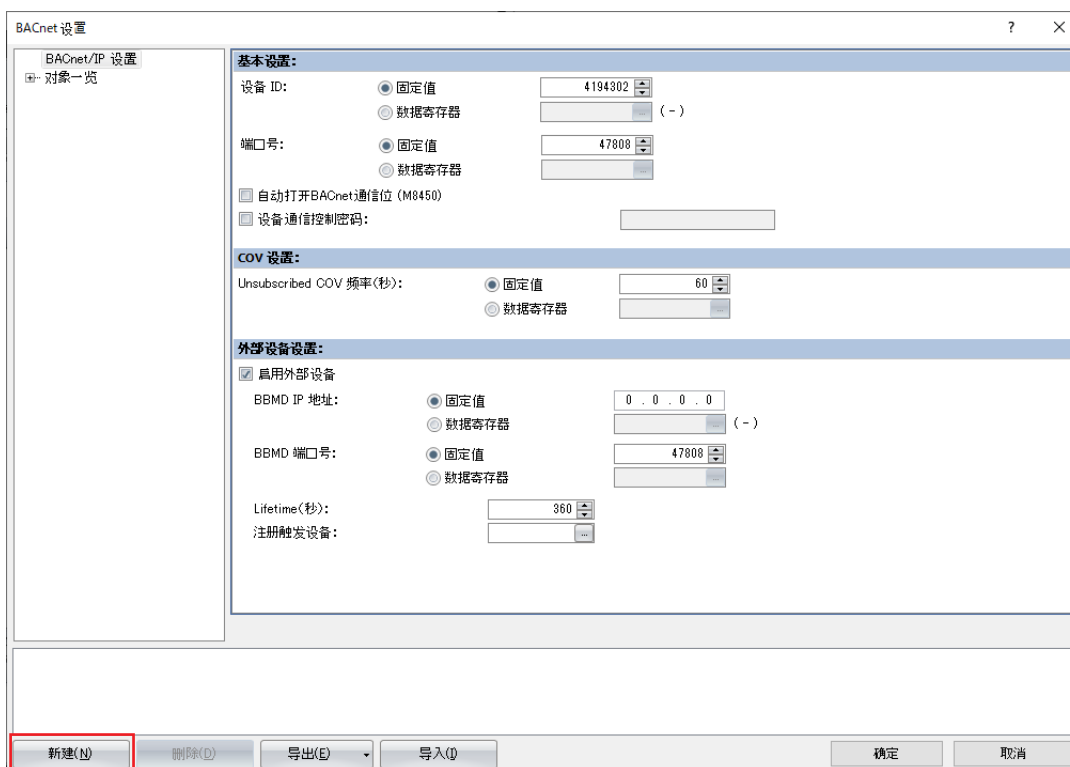 BACnet 设置
BACnet/IP 设置
对象一览
基本设置:
设备 ID: 固定值 4194302
数据寄存器 ... (-)
端口号: 固定值 47808
数据寄存器 ...
自动打开BACnet通信位 (M8450)
设备通信控制密码:
COV 设置:
Unsubscribed COV 频率(秒): 固定值 60
数据寄存器 ...
外部设备设置:
启用外部设备
BBMD IP 地址: 固定值 0 . 0 . 0 . 0
数据寄存器 ... (-)
BBMD 端口号: 固定值 47808
数据寄存器 ...
Lifetime(秒): 360
注册触发设备: ...
新建(N) 删除(D) 导出(E) 导入(I) 确定 取消